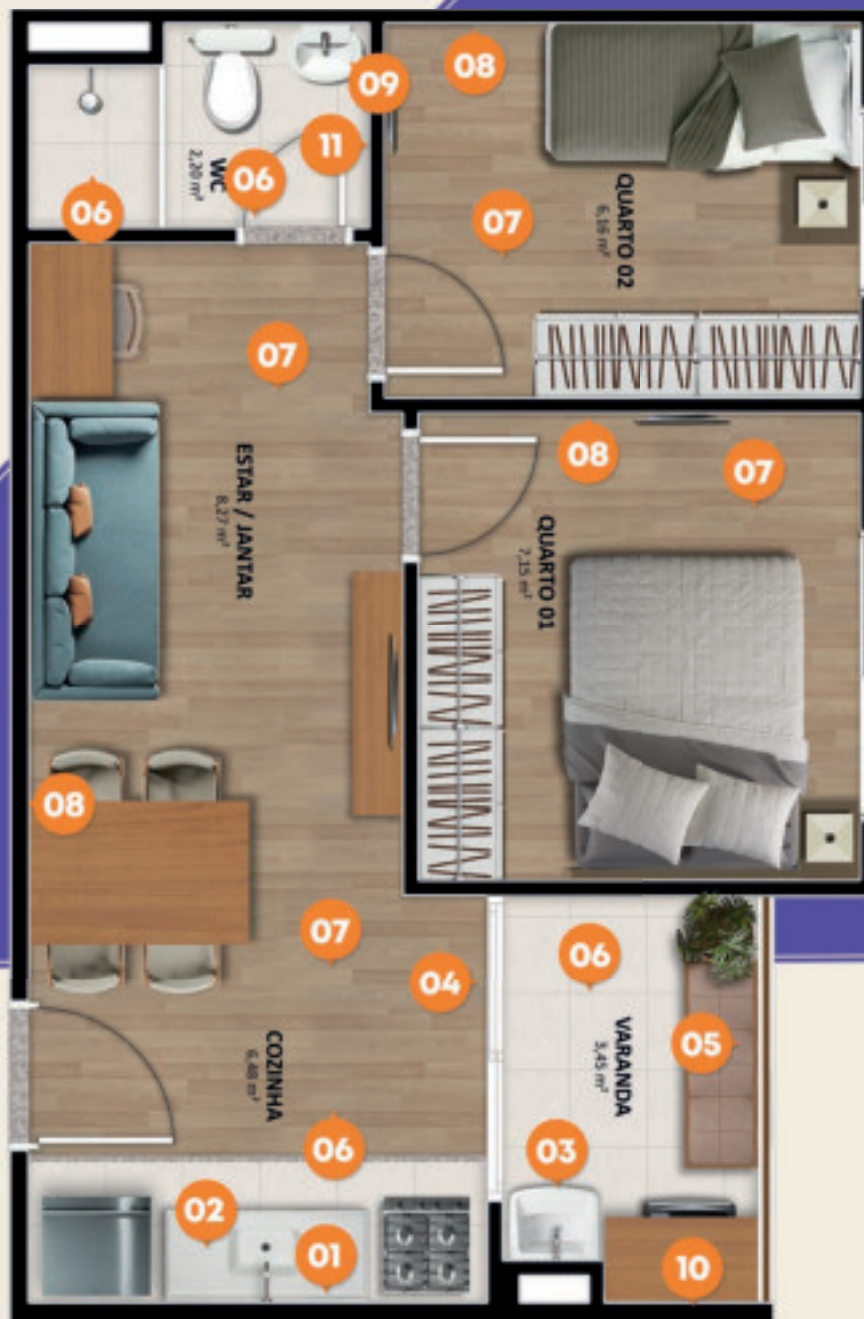 08
09
11
WC
2,20 m²
06
06
QUARTO 02
6,16 m²
07
07
ESTAR / JANTAR
8,27 m²
08
07
QUARTO 01
7,15 m²
08
07
04
06
VARANDA
3,45 m²
05
COZINHA
6,48 m²
06
03
02
01
10